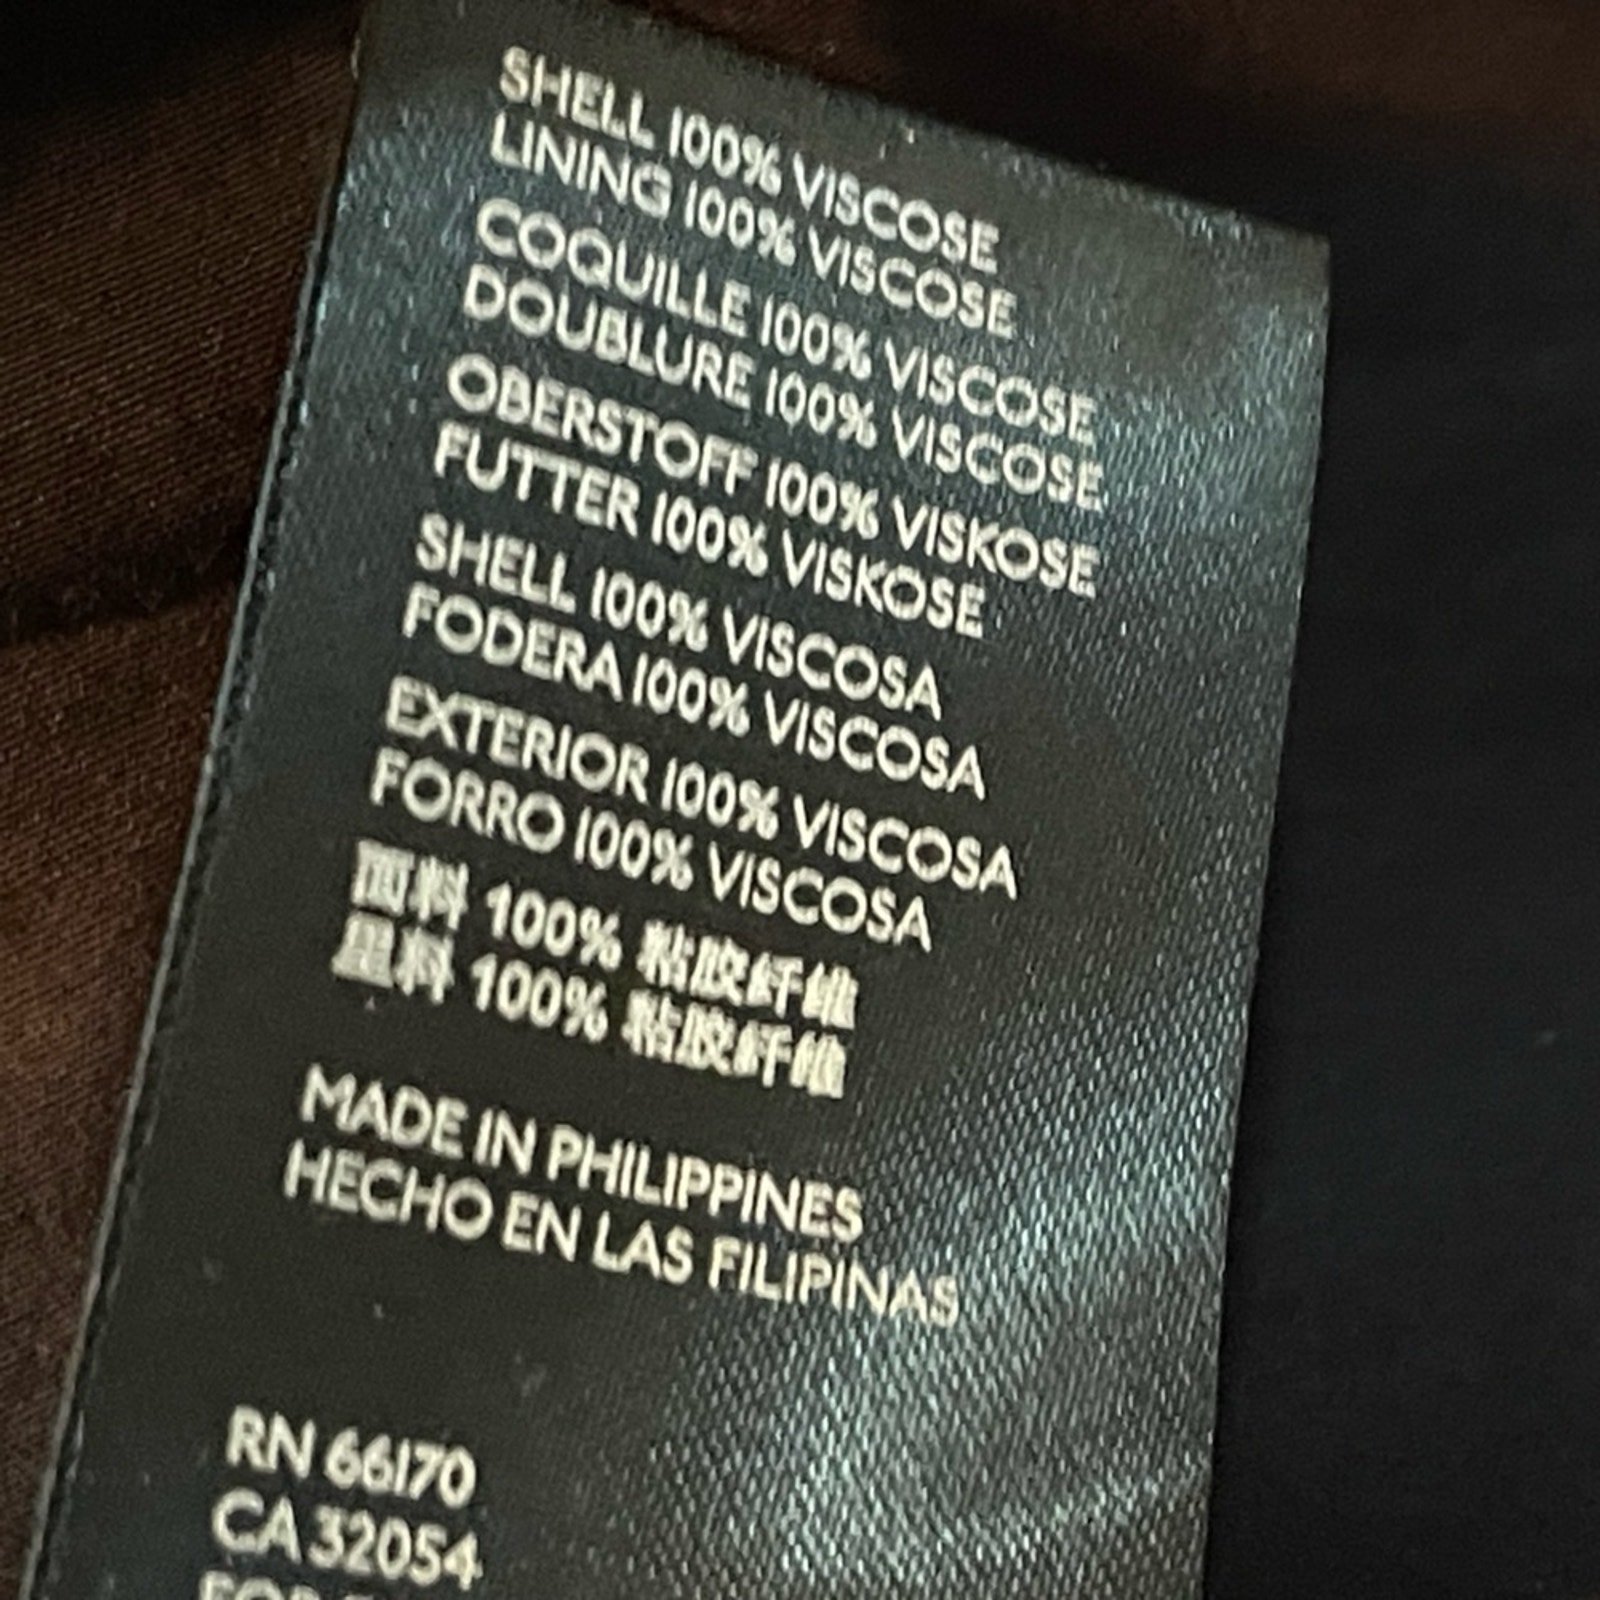 SHELL 100% VISCOSE
LINING 100% VISCOSE
COQUILLE 100% VISCOSE
DOUBLURE 100% VISCOSE
OBERSTOFF 100% VISKOSE
FUTTER 100% VISKOSE
SHELL 100% VISCOSA
FODERA 100% VISCOSA
EXTERIOR 100% VISCOSA
FORRO 100% VISCOSA
面料 100% 粘胶纤维
里料 100% 粘胶纤维
MADE IN PHILIPPINES
HECHO EN LAS FILIPINAS
RN 66170
CA 32054